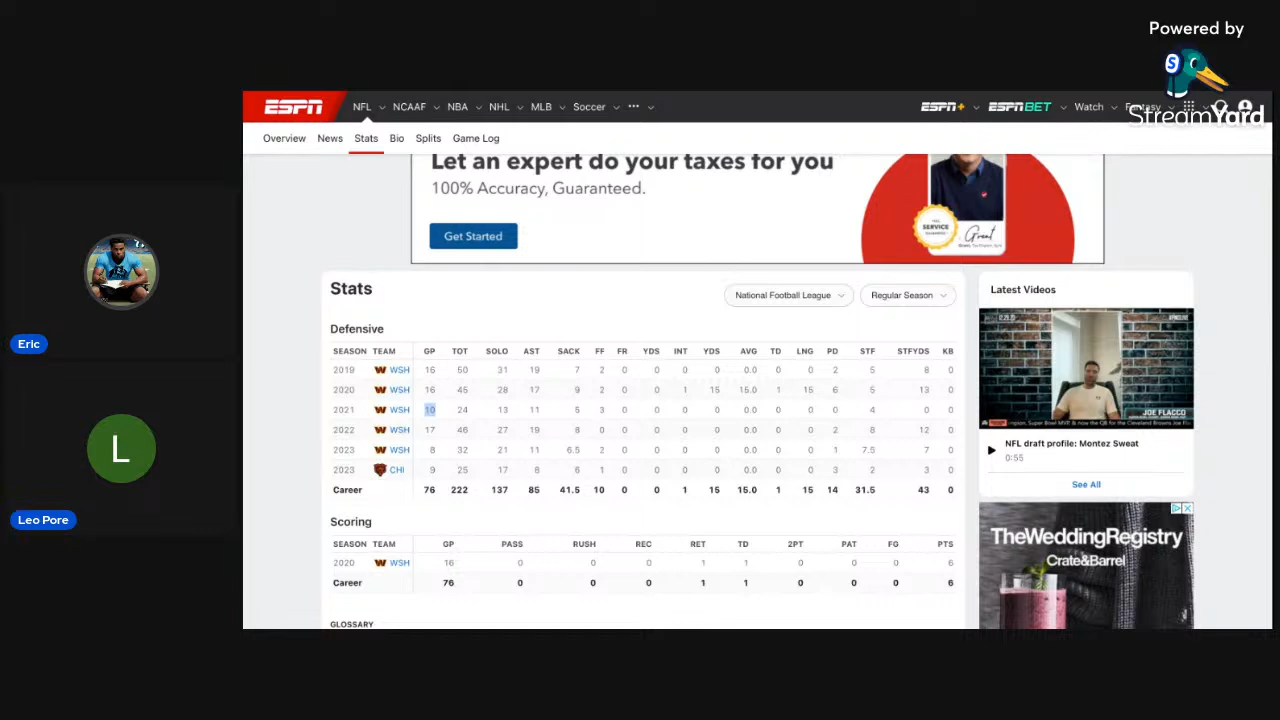 Powered by
S
StreamYard
ESPN NFL NCAAF NBA NHL MLB Soccer ••• ESPN+ ESPN BET Watch Fantasy
Overview News Stats Bio Splits Game Log
Let an expert do your taxes for you
100% Accuracy, Guaranteed.
Get Started
SERVICE
Grant
Stats
National Football League
Regular Season
Defensive
SEASON TEAM GP TOT SOLO AST SACK FF FR YDS INT YDS AVG TD LNG PD STF STFYDS KB
2019 WSH 31 19 7 2 0 0 0 0 0.0 0 0 2 5 8 0
2020 WSH 16 45 28 17 9 2 0 0 1 15 15.0 1 15 6 5 13 0
2021 WSH 10 24 13 11 5 3 0 0 0 0 0.0 0 0 0 4 0 0
2022 WSH 17 46 27 19 8 0 0 0 0 0 0.0 0 0 2 8 12 0
2023 WSH 8 32 21 11 6.5 2 0 0 0 0 0.0 0 0 1 7.5 7 0
2023 CHI 9 25 17 8 6 1 0 0 0 0 0.0 0 0 3 2 3 0
Career 76 222 137 85 41.5 10 0 0 1 15 15.0 1 15 14 31.5 43 0
Scoring
SEASON TEAM GP PASS RUSH REC RET TD 2PT PAT FG PTS
2020 WSH 16 0 0 0 1 1 0 0 0 6
Career 76 0 0 0 1 1 0 0 0 6
GLOSSARY
Latest Videos
JOE FLACCO
NFL draft profile: Montez Sweat
0:55
See All
TheWeddingRegistry
Crate&Barrel
Eric
L
Leo Pore